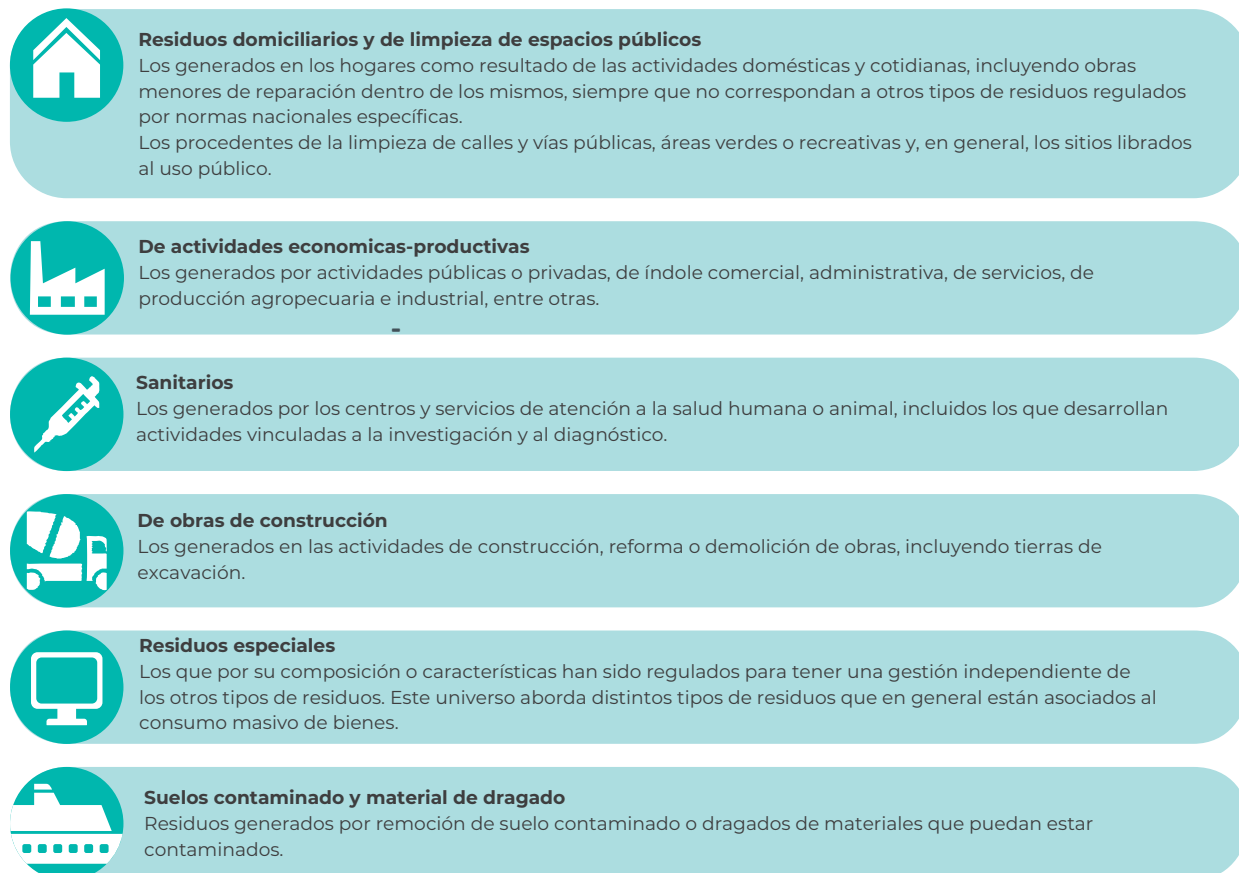 Residuos domiciliarios y de limpieza de espacios públicos
Los generados en los hogares como resultado de las actividades domésticas y cotidianas, incluyendo obras
menores de reparación dentro de los mismos, siempre que no correspondan a otros tipos de residuos regulados
por normas nacionales específicas.
Los procedentes de la limpieza de calles y vías públicas, áreas verdes o recreativas y, en general, los sitios librados
al uso público.
De actividades economicas-productivas
Los generados por actividades públicas o privadas, de índole comercial, administrativa, de servicios, de
producción agropecuaria e industrial, entre otras.
-
Sanitarios
Los generados por los centros y servicios de atención a la salud humana o animal, incluidos los que desarrollan
actividades vinculadas a la investigación y al diagnóstico.
De obras de construcción
Los generados en las actividades de construcción, reforma o demolición de obras, incluyendo tierras de
excavación.
Residuos especiales
Los que por su composición o características han sido regulados para tener una gestión independiente de
los otros tipos de residuos. Este universo aborda distintos tipos de residuos que en general están asociados al
consumo masivo de bienes.
Suelos contaminado y material de dragado
Residuos generados por remoción de suelo contaminado o dragados de materiales que puedan estar
contaminados.